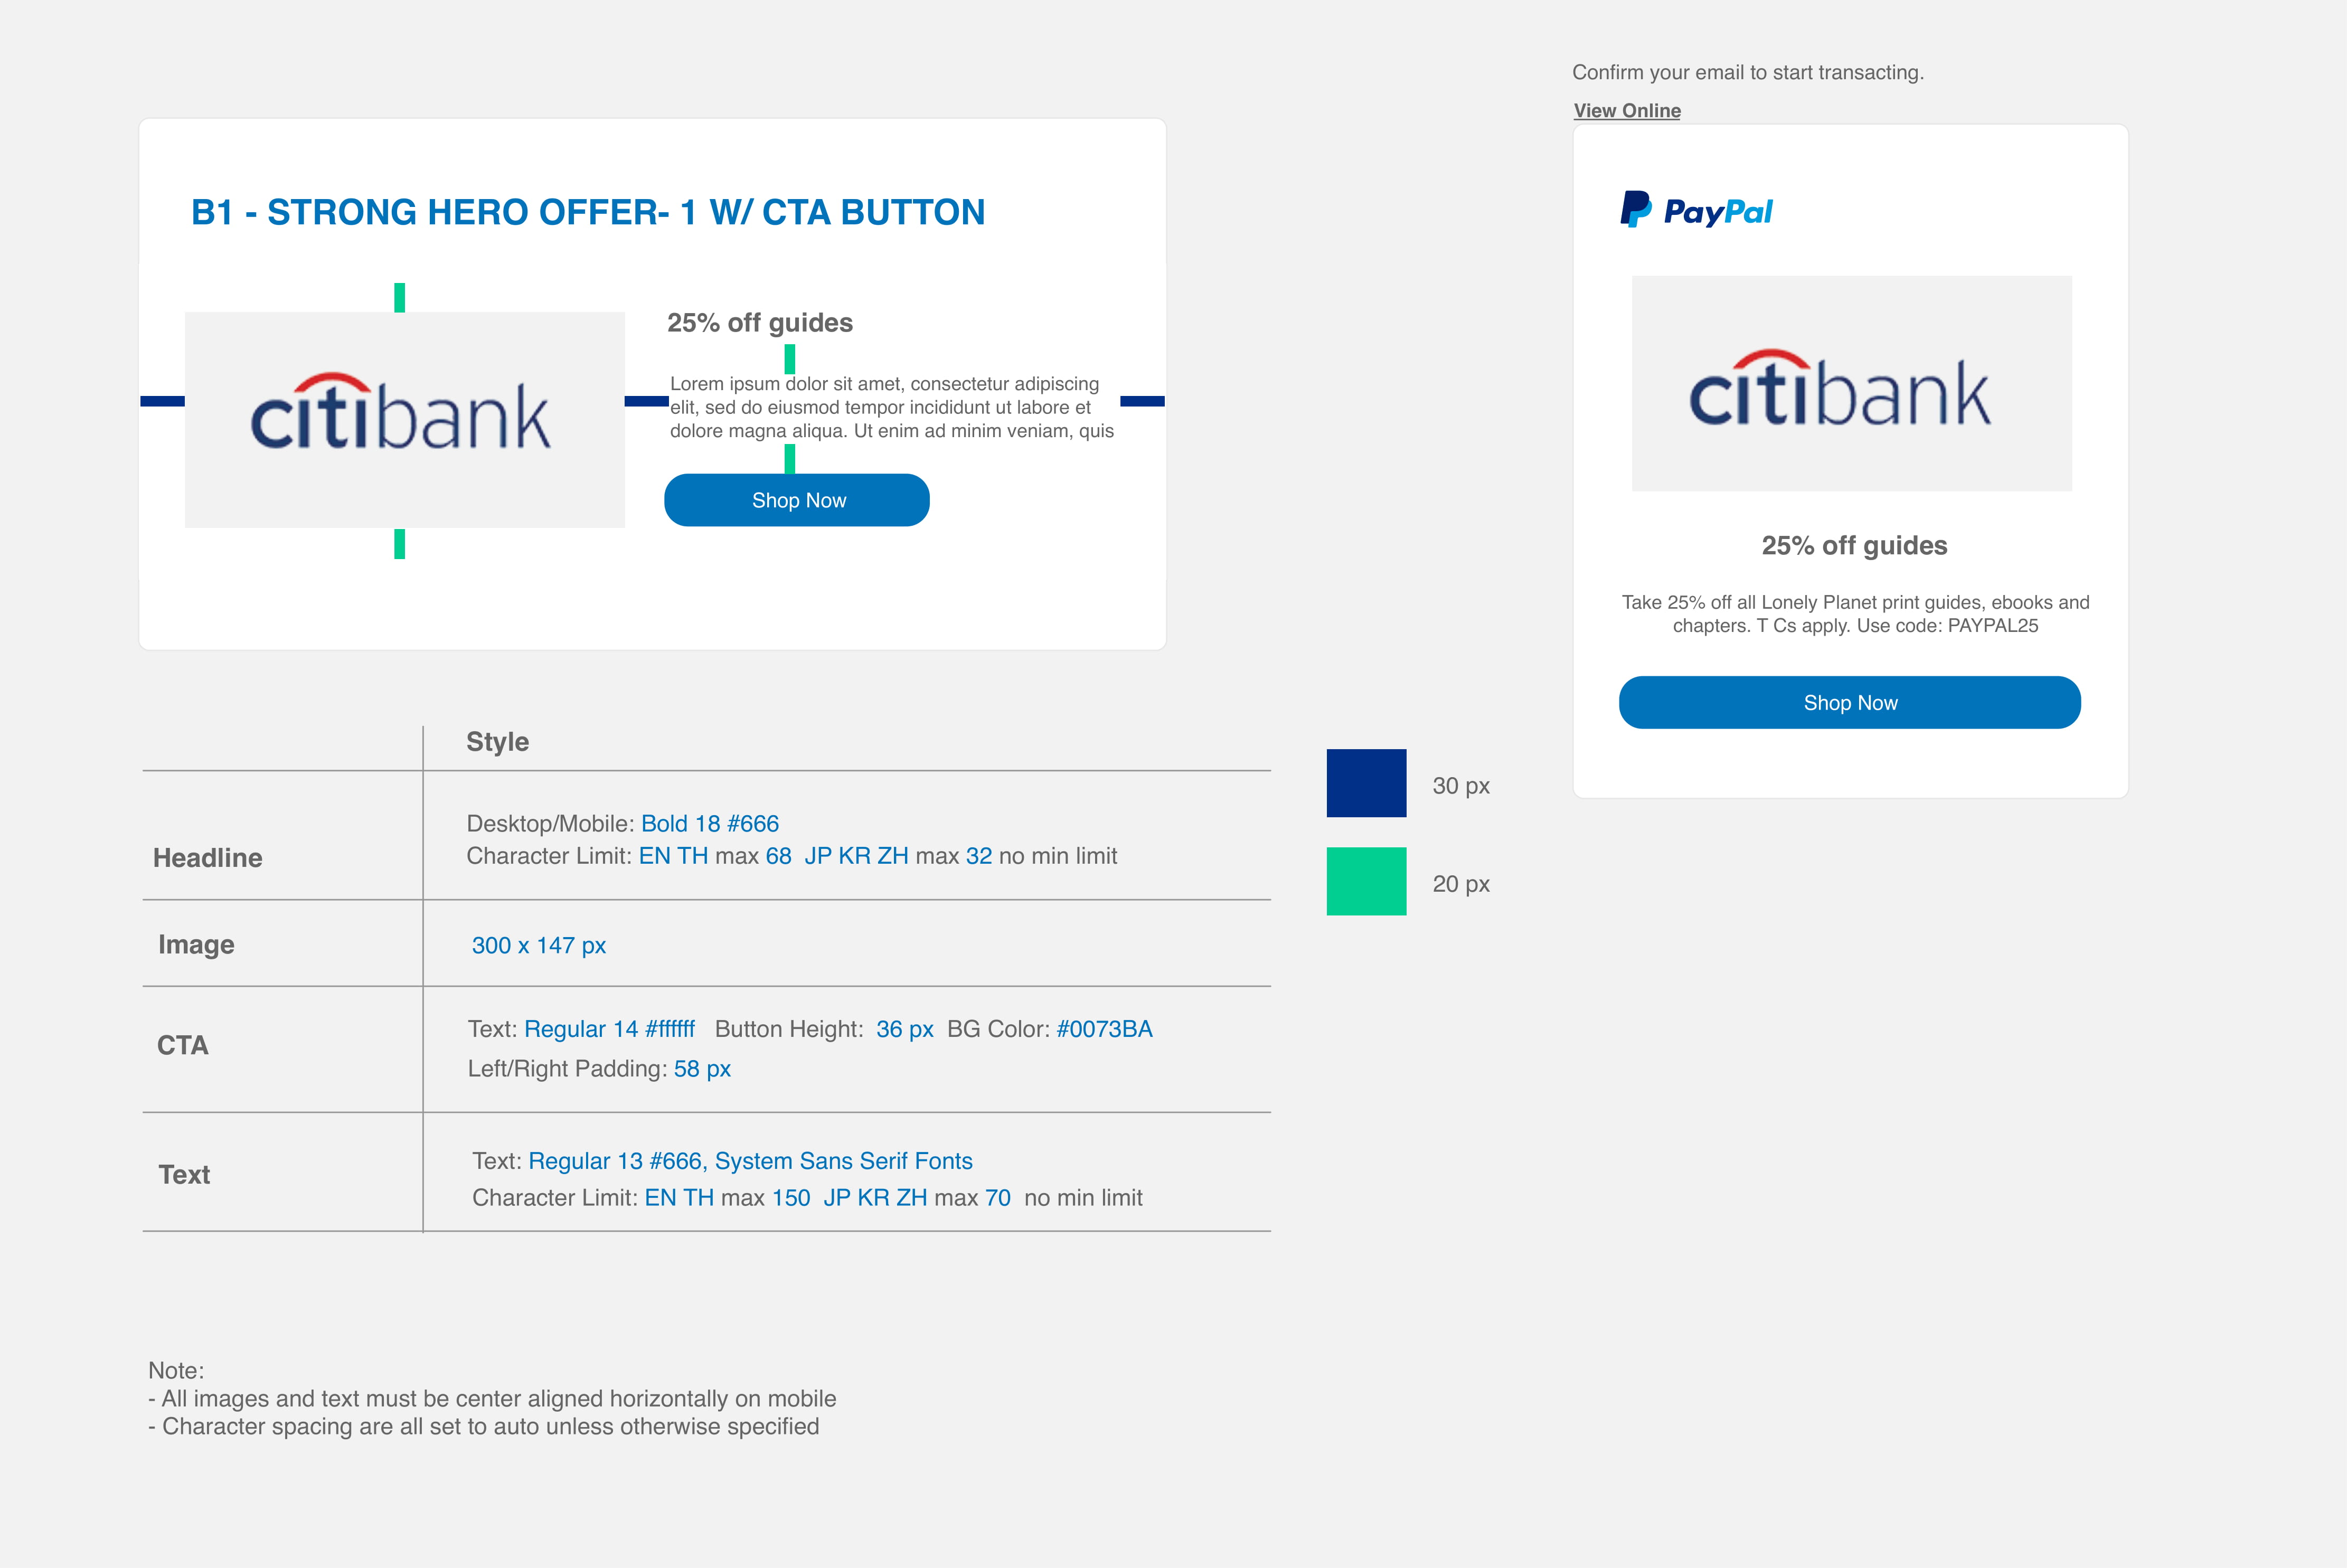 B1 - STRONG HERO OFFER- 1 W/ CTA BUTTON
citibank
25% off guides
Lorem ipsum dolor sit amet, consectetur adipiscing
elit, sed do eiusmod tempor incididunt ut labore et
dolore magna aliqua. Ut enim ad minim veniam, quis
Shop Now
Confirm your email to start transacting.
View Online
PayPal
citibank
25% off guides
Take 25% off all Lonely Planet print guides, ebooks and
chapters. T Cs apply. Use code: PAYPAL25
Shop Now
Style
Headline
Desktop/Mobile: Bold 18 #666
Character Limit: EN TH max 68 JP KR ZH max 32 no min limit
Image
300 x 147 px
CTA
Text: Regular 14 #ffffff Button Height: 36 px BG Color: #0073BA
Left/Right Padding: 58 px
Text
Text: Regular 13 #666, System Sans Serif Fonts
Character Limit: EN TH max 150 JP KR ZH max 70 no min limit
30 px
20 px
Note:
- All images and text must be center aligned horizontally on mobile
- Character spacing are all set to auto unless otherwise specified